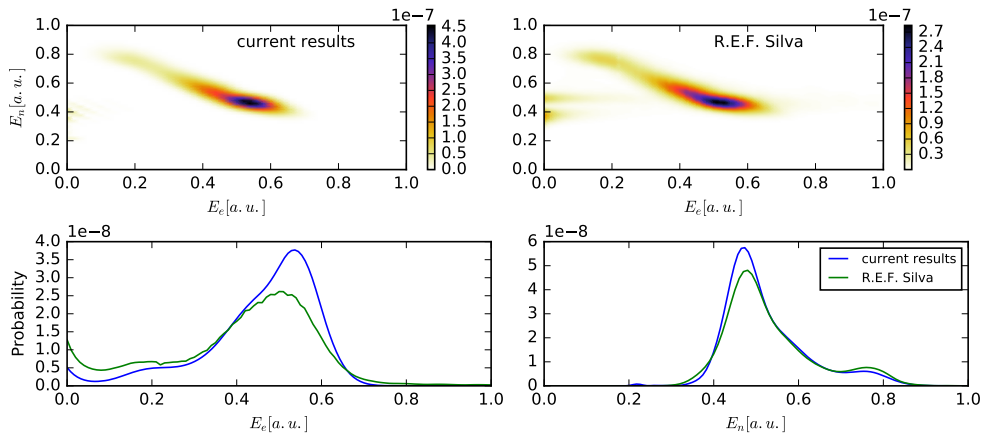 1e−7
1e−7
current results
R.E.F. Silva
E_n[a.u.]
1.0
0.8
0.6
0.4
0.2
0.0
0.0 0.2 0.4 0.6 0.8 1.0
E_e[a.u.]
4.5
4.0
3.5
3.0
2.5
2.0
1.5
1.0
0.5
0.0
1.0
0.8
0.6
0.4
0.2
0.0
0.0 0.2 0.4 0.6 0.8 1.0
E_e[a.u.]
2.7
2.4
2.1
1.8
1.5
1.2
0.9
0.6
0.3
1e−8
Probability
4.0
3.5
3.0
2.5
2.0
1.5
1.0
0.5
0.0
0.0 0.2 0.4 0.6 0.8 1.0
E_e[a.u.]
1e−8
6
5
4
3
2
1
0
0.0 0.2 0.4 0.6 0.8 1.0
E_n[a.u.]
current results
R.E.F. Silva